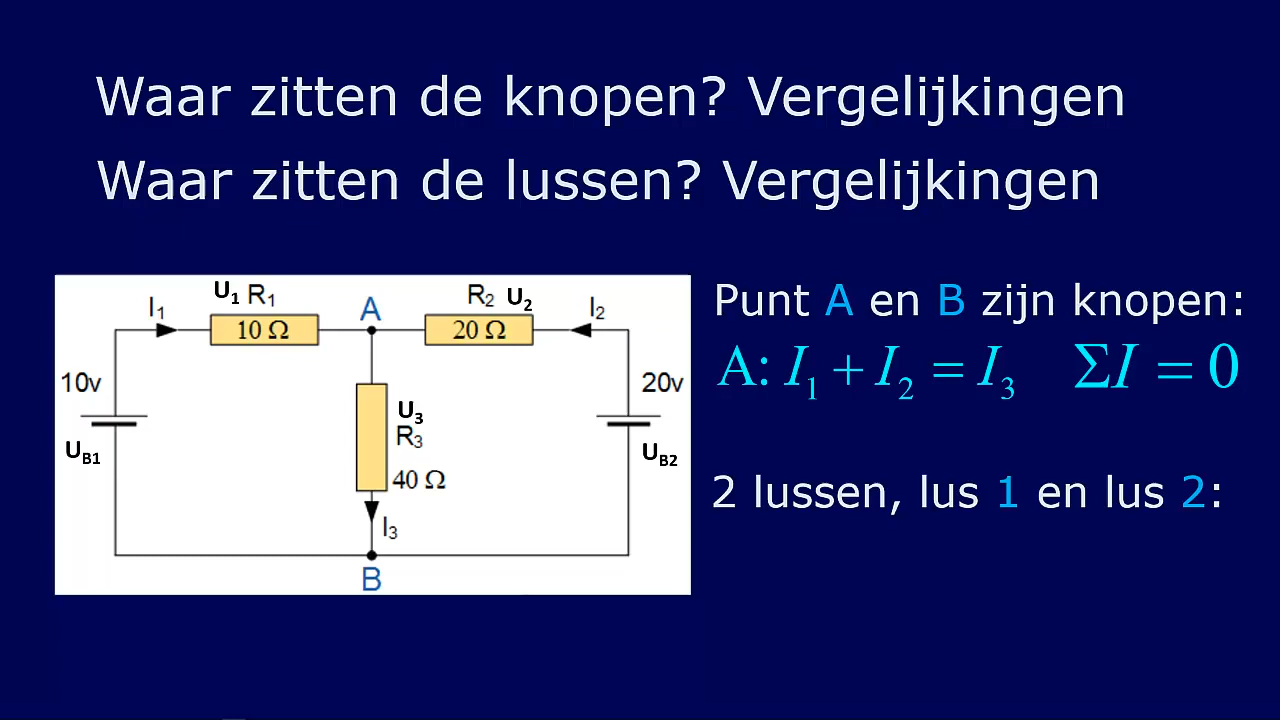 Waar zitten de knopen? Vergelijkingen
Waar zitten de lussen? Vergelijkingen
I₁ U₁ R₁ A R₂ U₂ I₂
10 Ω 20 Ω
10v 20v
U₃
R₃
U_B1 U_B2
40 Ω
I₃
B
Punt A en B zijn knopen:
A: I₁ + I₂ = I₃ ΣI = 0
2 lussen, lus 1 en lus 2: